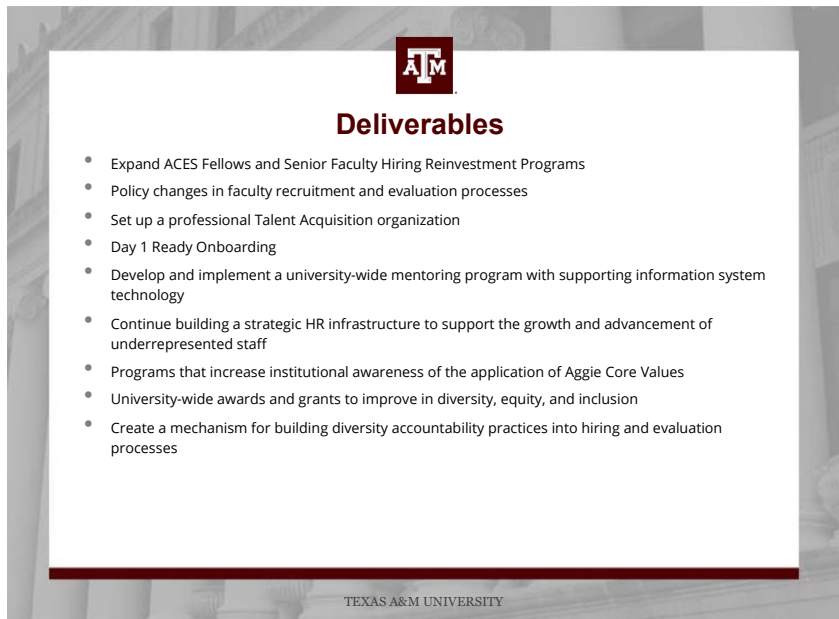 ATM
Deliverables
• Expand ACES Fellows and Senior Faculty Hiring Reinvestment Programs
• Policy changes in faculty recruitment and evaluation processes
• Set up a professional Talent Acquisition organization
• Day 1 Ready Onboarding
• Develop and implement a university-wide mentoring program with supporting information system
technology
• Continue building a strategic HR infrastructure to support the growth and advancement of
underrepresented staff
• Programs that increase institutional awareness of the application of Aggie Core Values
• University-wide awards and grants to improve in diversity, equity, and inclusion
• Create a mechanism for building diversity accountability practices into hiring and evaluation
processes
TEXAS A&M UNIVERSITY